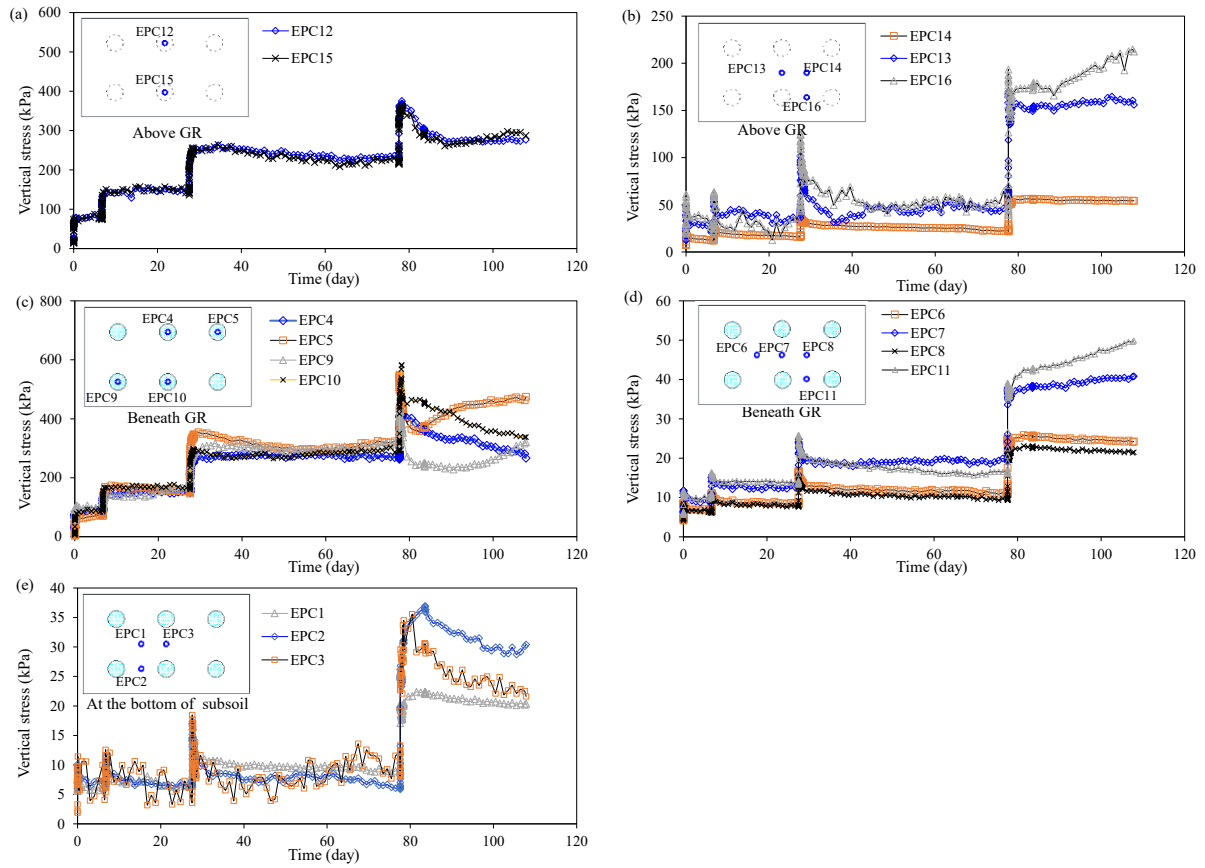 (a)
600
500
400
300
200
100
0
Vertical stress (kPa)
EPC12
EPC15
Above GR
EPC12
EPC15
0 20 40 60 80 100 120
Time (day)
(b)
250
200
150
100
50
0
Vertical stress (kPa)
EPC13 EPC14
EPC16
Above GR
EPC14
EPC13
EPC16
0 20 40 60 80 100 120
Time (day)
(c)
800
600
400
200
0
Vertical stress (kPa)
EPC4 EPC5
EPC9 EPC10
Beneath GR
EPC4
EPC5
EPC9
EPC10
0 20 40 60 80 100 120
Time (day)
(d)
60
50
40
30
20
10
0
Vertical stress (kPa)
EPC6 EPC7 EPC8
EPC11
Beneath GR
EPC6
EPC7
EPC8
EPC11
0 20 40 60 80 100 120
Time (day)
(e)
40
35
30
25
20
15
10
5
0
Vertical stress (kPa)
EPC1 EPC3
EPC2
At the bottom of subsoil
EPC1
EPC2
EPC3
0 20 40 60 80 100 120
Time (day)